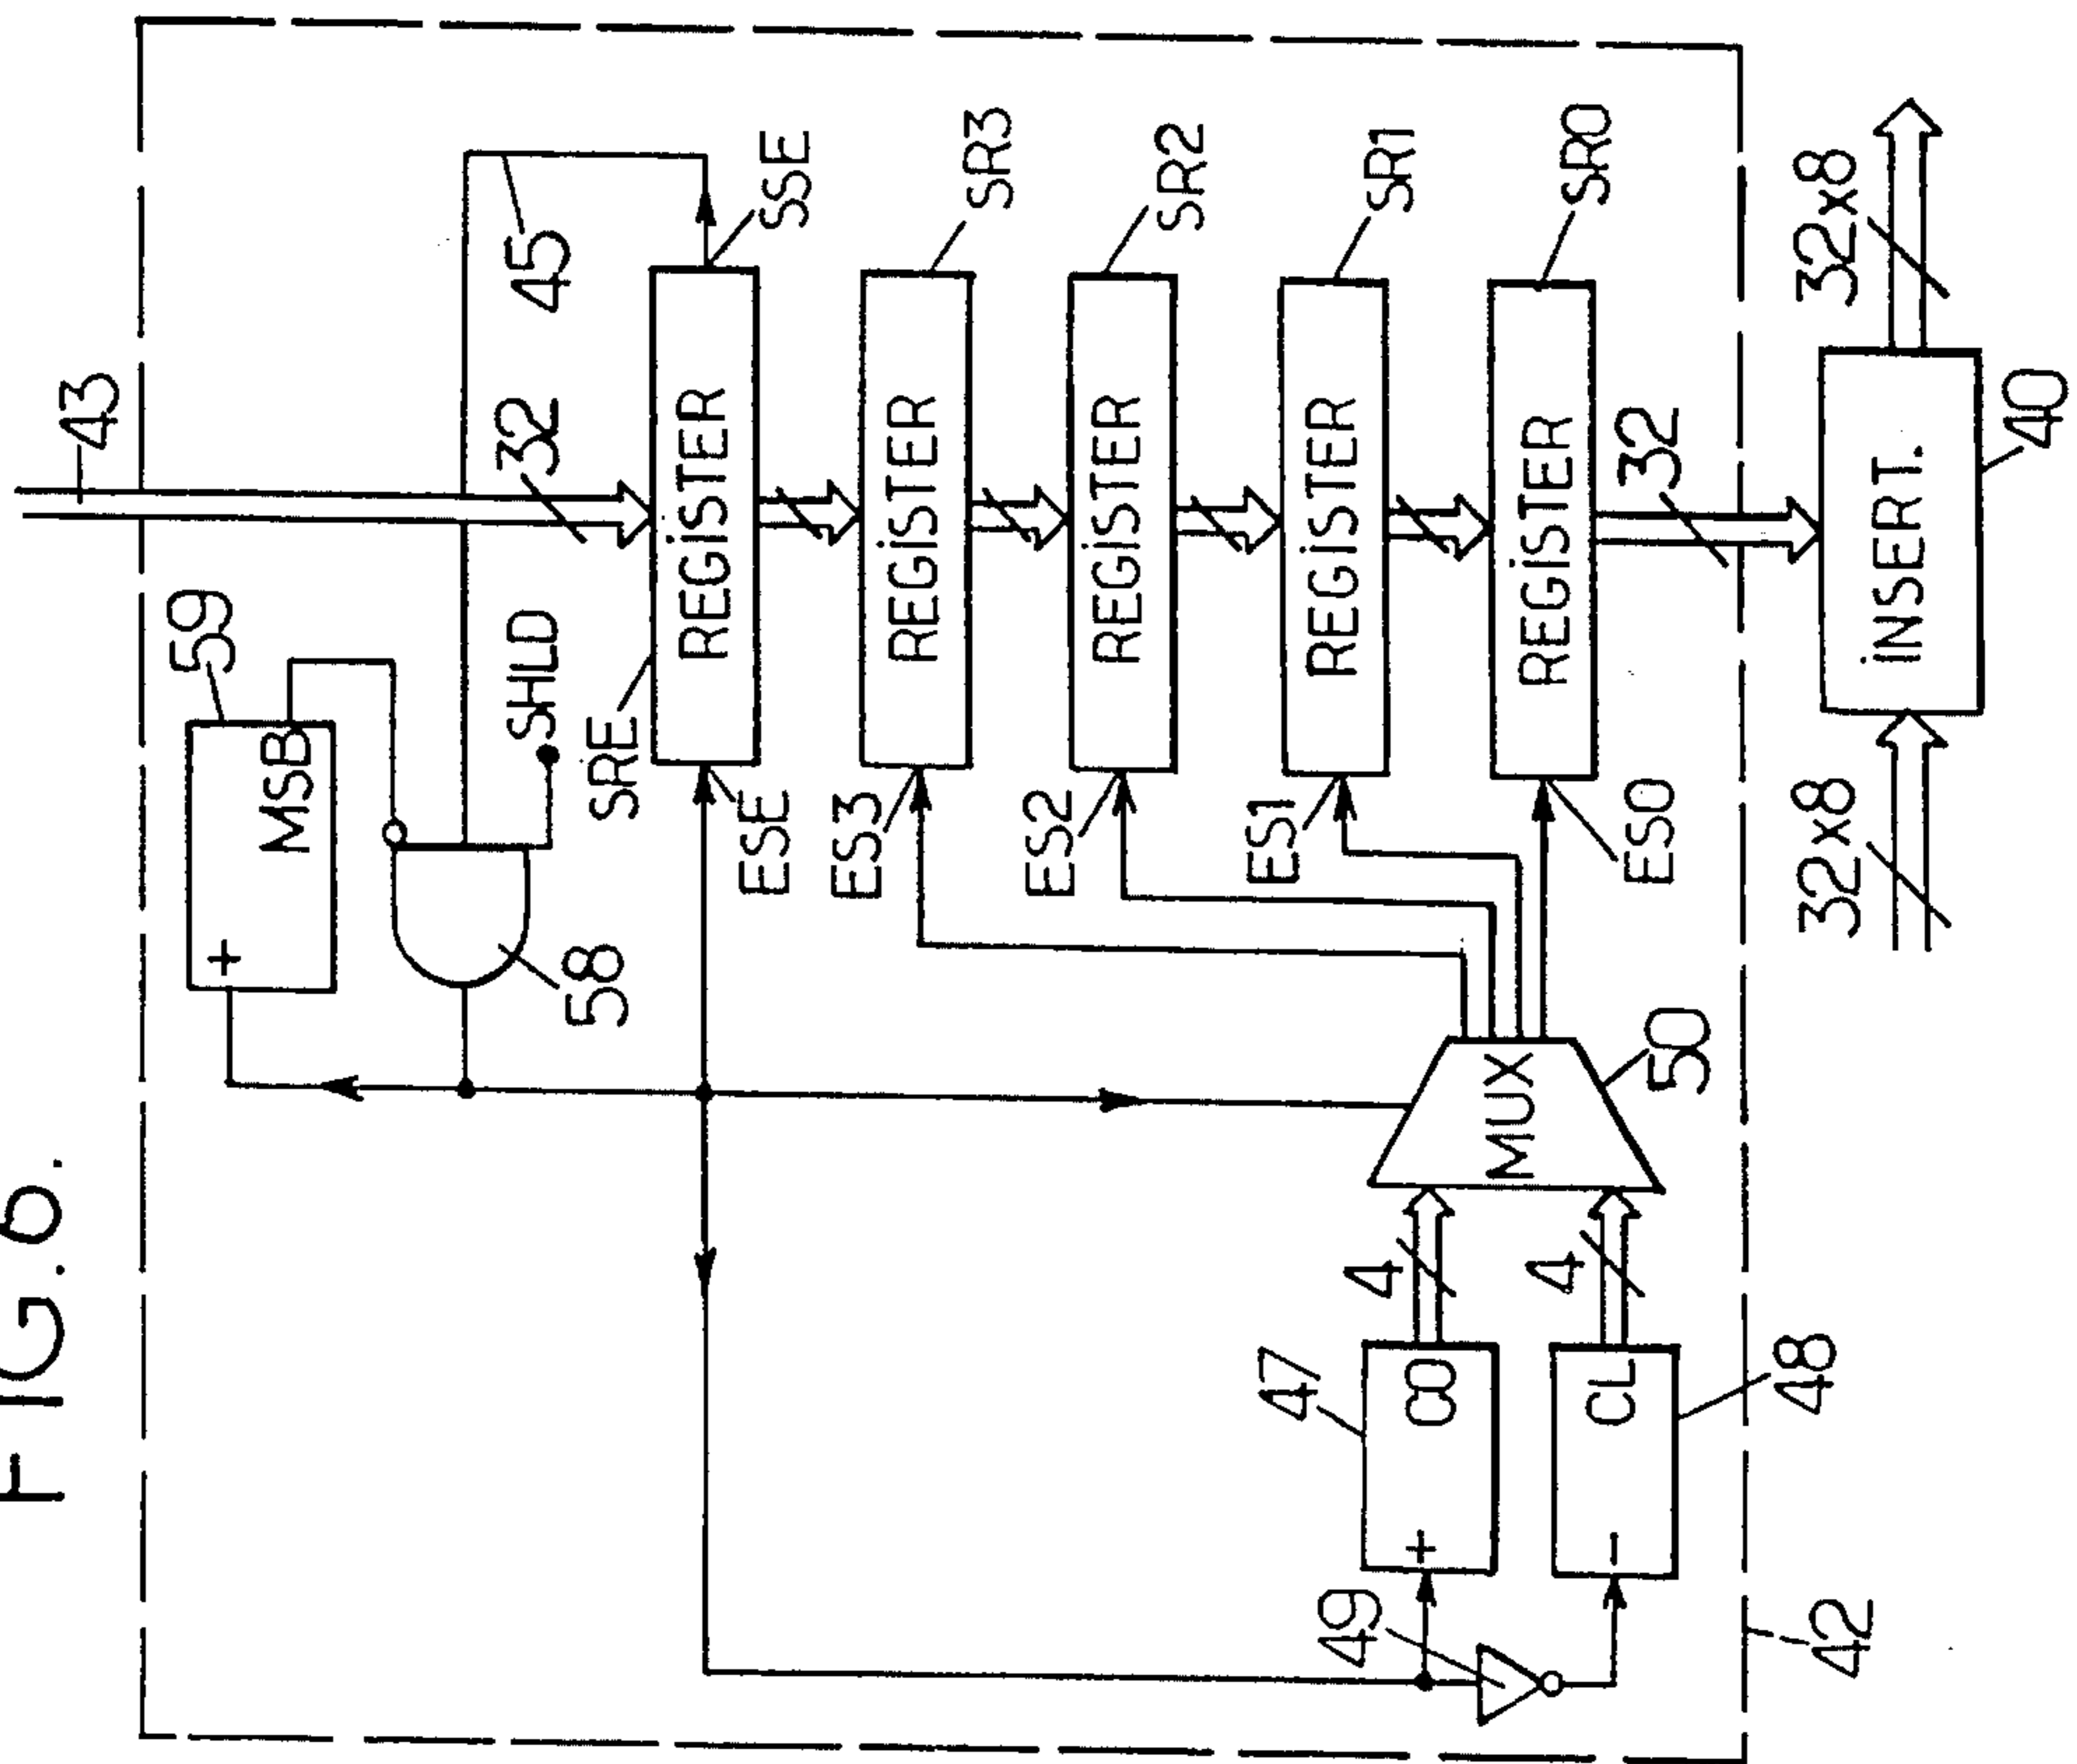 FIG.6.
43
59
MSB
+
58
SHLD
45
32
SRE
REGISTER
SSE
ESE
ES3
REGISTER
SR3
ES2
REGISTER
SR2
ES1
REGISTER
SR1
ES0
REGISTER
SR0
32
MUX
50
4
4
47
+
C0
48
-
CL
49
42
32x8
INSERT.
40
32x8